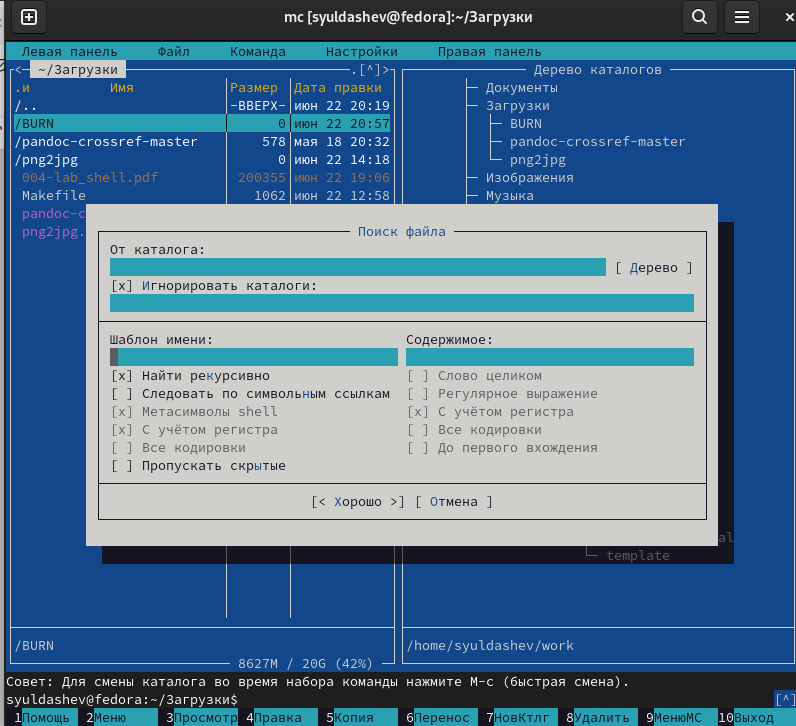 mc [syuldashev@fedora]:~/Загрузки
Левая панель Файл Команда Настройки Правая панель
<─ ~/Загрузки .[^]>
.и Имя Размер Дата правки
/.. -ВВЕРХ- июн 22 20:19
/BURN 0 июн 22 20:57
/pandoc-crossref-master 578 мая 18 20:32
/png2jpg 0 июн 22 14:18
004-lab_shell.pdf 200355 июн 22 19:06
Makefile 1062 июн 22 12:58
pandoc-c
png2jpg.
Дерево каталогов
Документы
Загрузки
BURN
pandoc-crossref-master
png2jpg
Изображения
Музыка
Поиск файла
От каталога:
[ Дерево ]
[x] Игнорировать каталоги:
Шаблон имени:
[x] Найти рекурсивно
[ ] Следовать по символьным ссылкам
[x] Метасимволы shell
[x] С учётом регистра
[ ] Все кодировки
[ ] Пропускать скрытые
Содержимое:
[ ] Слово целиком
[ ] Регулярное выражение
[x] С учётом регистра
[ ] Все кодировки
[ ] До первого вхождения
[< Хорошо >] [ Отмена ]
al
template
/BURN
8627M / 20G (42%)
/home/syuldashev/work
Совет: Для смены каталога во время набора команды нажмите M-c (быстрая смена).
syuldashev@fedora:~/Загрузки$ [^]
1Помощь 2Меню 3Просмотр 4Правка 5Копия 6Перенос 7НовКтлг 8Удалить 9МенюМС 10Выход